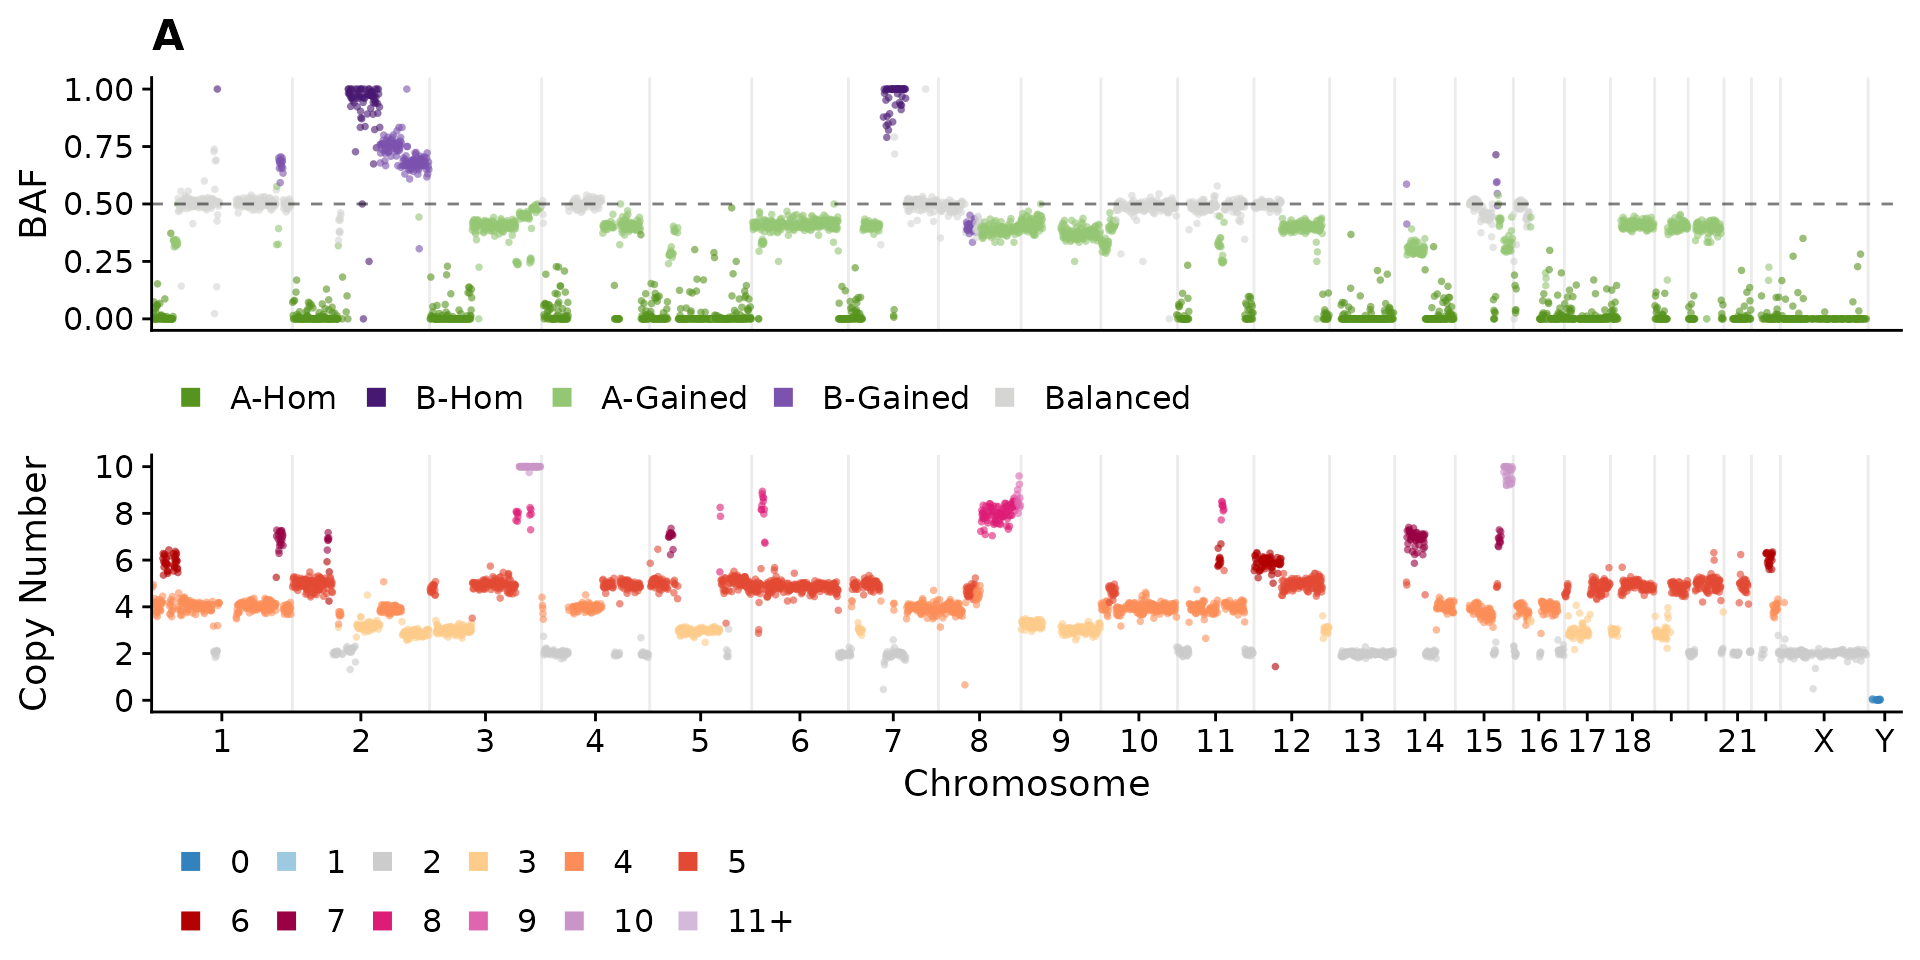 A
BAF
1.00
0.75
0.50
0.25
0.00
A-Hom B-Hom A-Gained B-Gained Balanced
Copy Number
10
8
6
4
2
0
1 2 3 4 5 6 7 8 9 10 11 12 13 14 15 16 17 18 21 X Y
Chromosome
0 1 2 3 4 5
6 7 8 9 10 11+